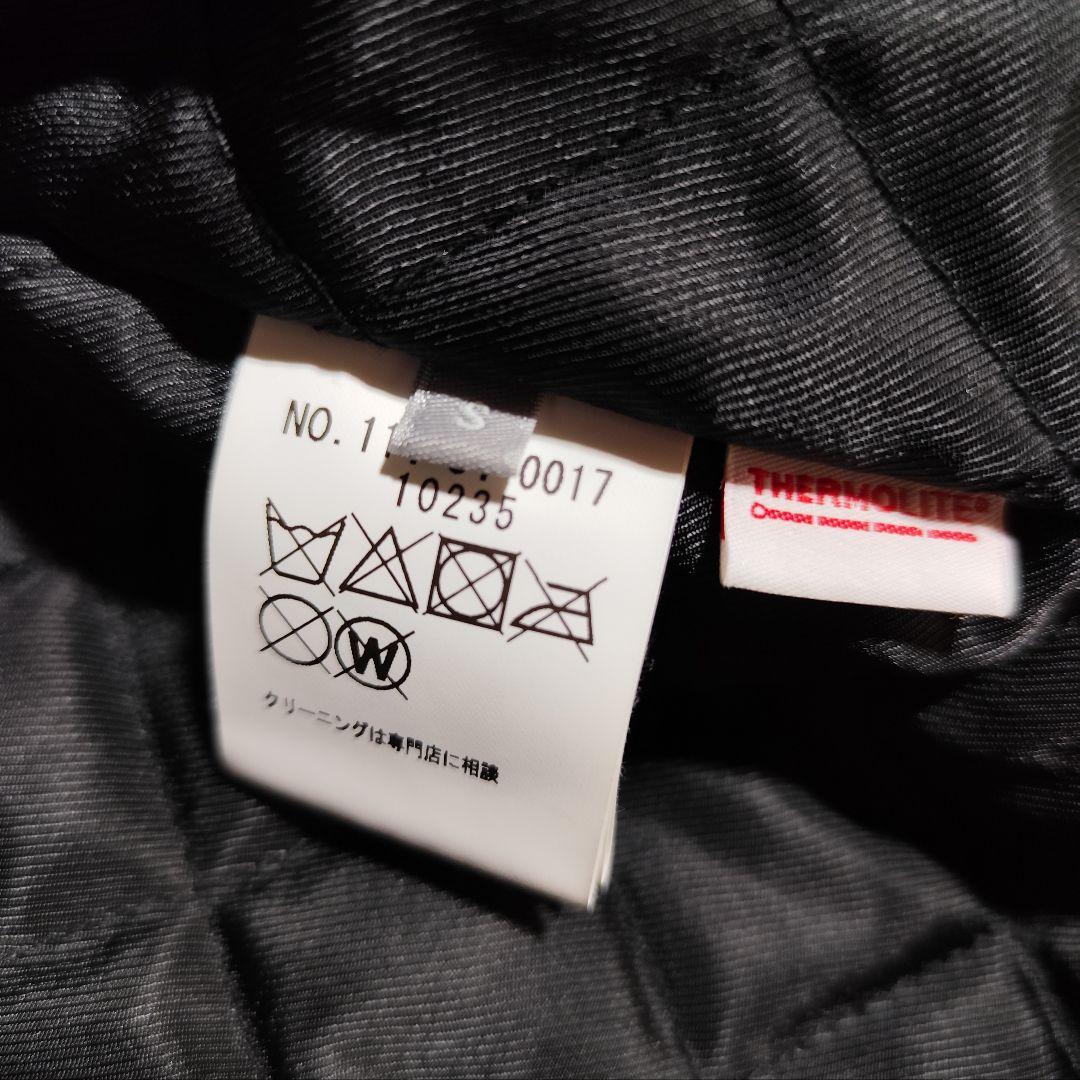 S
NO. 11
0017
10235
W
クリーニングは専門店に相談
THERMOLITE®